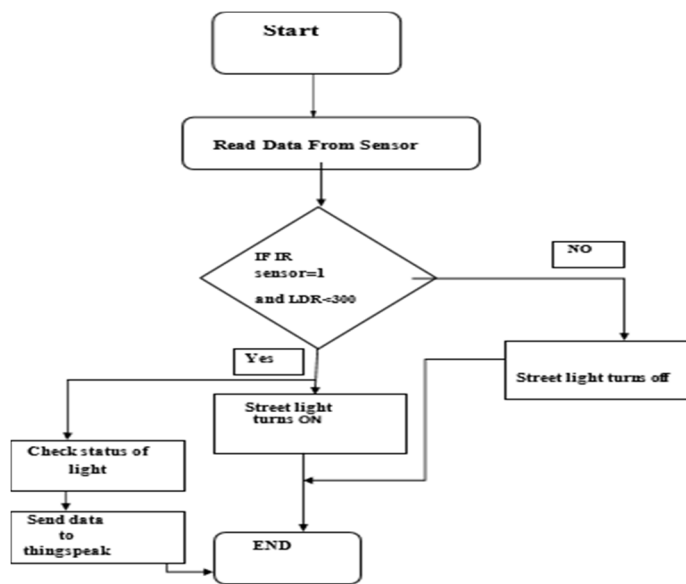 Start
Read Data From Sensor
IF IR
sensor=1
and LDR<300
NO
Yes
Street light turns off
Street light
turns ON
Check status of
light
Send data
to
thingspeak
END